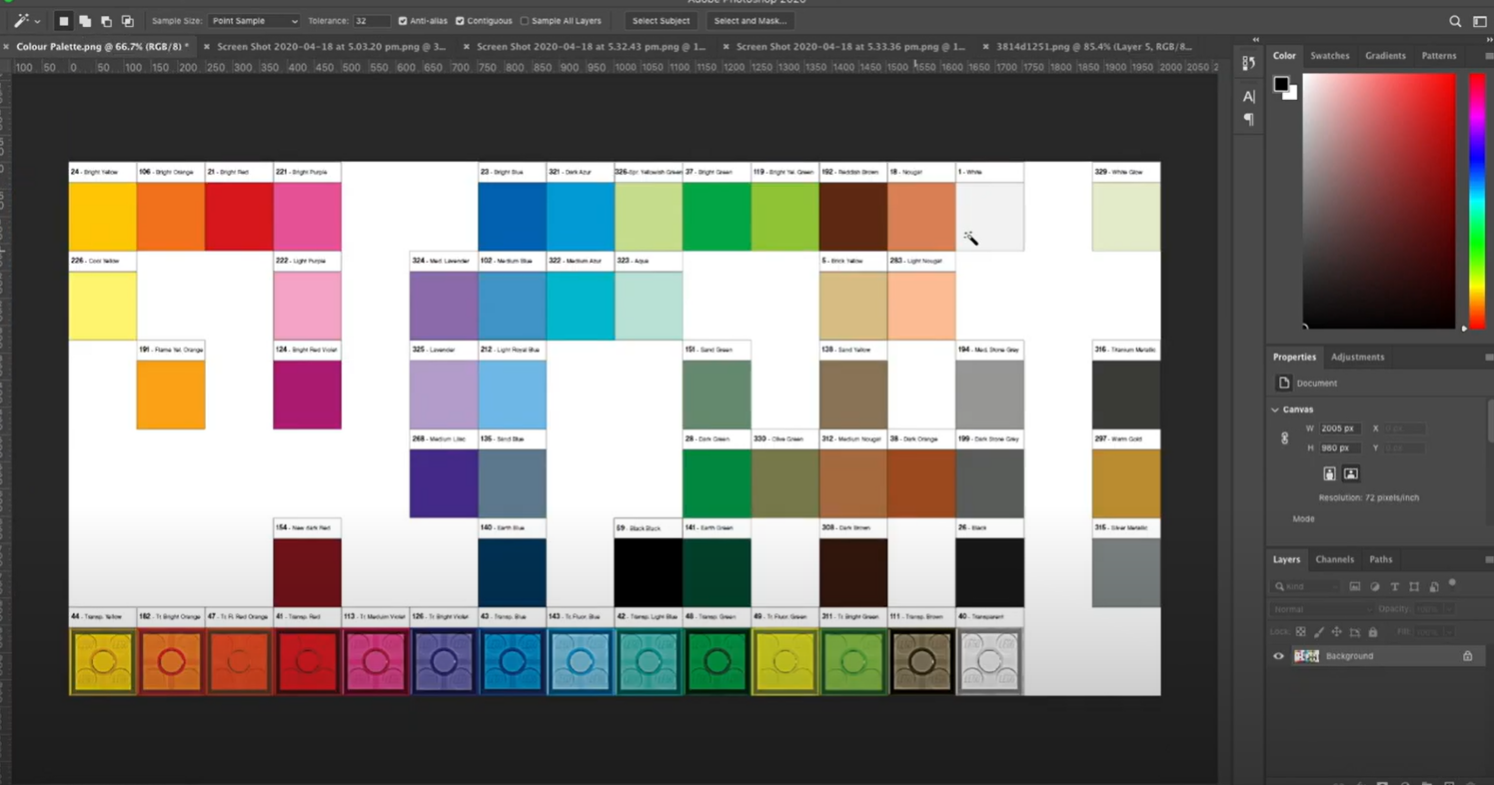 Adobe Photoshop 2020
Sample Size: Point Sample Tolerance: 32 Anti-alias Contiguous Sample All Layers Select Subject Select and Mask...
Colour Palette.png @ 66.7% (RGB/8) * Screen Shot 2020-04-18 at 5.03.20 pm.png @ 3... Screen Shot 2020-04-18 at 5.32.43 pm.png @ 1... Screen Shot 2020-04-18 at 5.33.36 pm.png @ 1... 3814d1251.png @ 85.4% (Layer 5, RGB/8...
100 50 0 50 100 150 200 250 300 350 400 450 500 550 600 650 700 750 800 850 900 950 1000 1050 1100 1150 1200 1250 1300 1350 1400 1450 1500 1550 1600 1650 1700 1750 1800 1850 1900 1950 2000 2050 2
Color Swatches Gradients Patterns
24 - Bright Yellow 106 - Bright Orange 21 - Bright Red 221 - Bright Purple 23 - Bright Blue 321 - Dark Azur 326-Spr. Yellowish Green 37 - Bright Green 119 - Bright Yel. Green 192 - Reddish Brown 18 - Nougat 1 - White 329 - White Glow
226 - Cool Yellow 222 - Light Purple 324 - Med. Lavender 102 - Medium Blue 322 - Medium Azur 323 - Aqua 5 - Brick Yellow 283 - Light Nougat
191 - Flame Yel. Orange 124 - Bright Red Violet 325 - Lavender 212 - Light Royal Blue 151 - Sand Green 138 - Sand Yellow 194 - Med. Stone Grey 316 - Titanium Metallic
268 - Medium Lilac 135 - Sand Blue 28 - Dark Green 330 - Olive Green 312 - Medium Nougat 38 - Dark Orange 199 - Dark Stone Grey 297 - Warm Gold
154 - New dark Red 140 - Earth Blue 59 - Black Black 141 - Earth Green 308 - Dark Brown 26 - Black 315 - Silver Metallic
44 - Transp. Yellow 182 - Tr. Bright Orange 47 - Tr. Fl. Red Orange 41 - Transp. Red 113 - Tr. Medium Violet 126 - Tr. Bright Violet 43 - Transp. Blue 143 - Tr. Fluor. Blue 42 - Transp. Light Blue 48 - Transp. Green 49 - Tr. Fluor. Green 311 - Tr. Bright Green 111 - Transp. Brown 40 - Transparent
Properties Adjustments
Document
Canvas
W 2005 px X 0 px
H 980 px Y 0 px
Resolution: 72 pixels/inch
Mode
Layers Channels Paths
Kind
Normal Opacity: 100%
Lock: Fill: 100%
Background